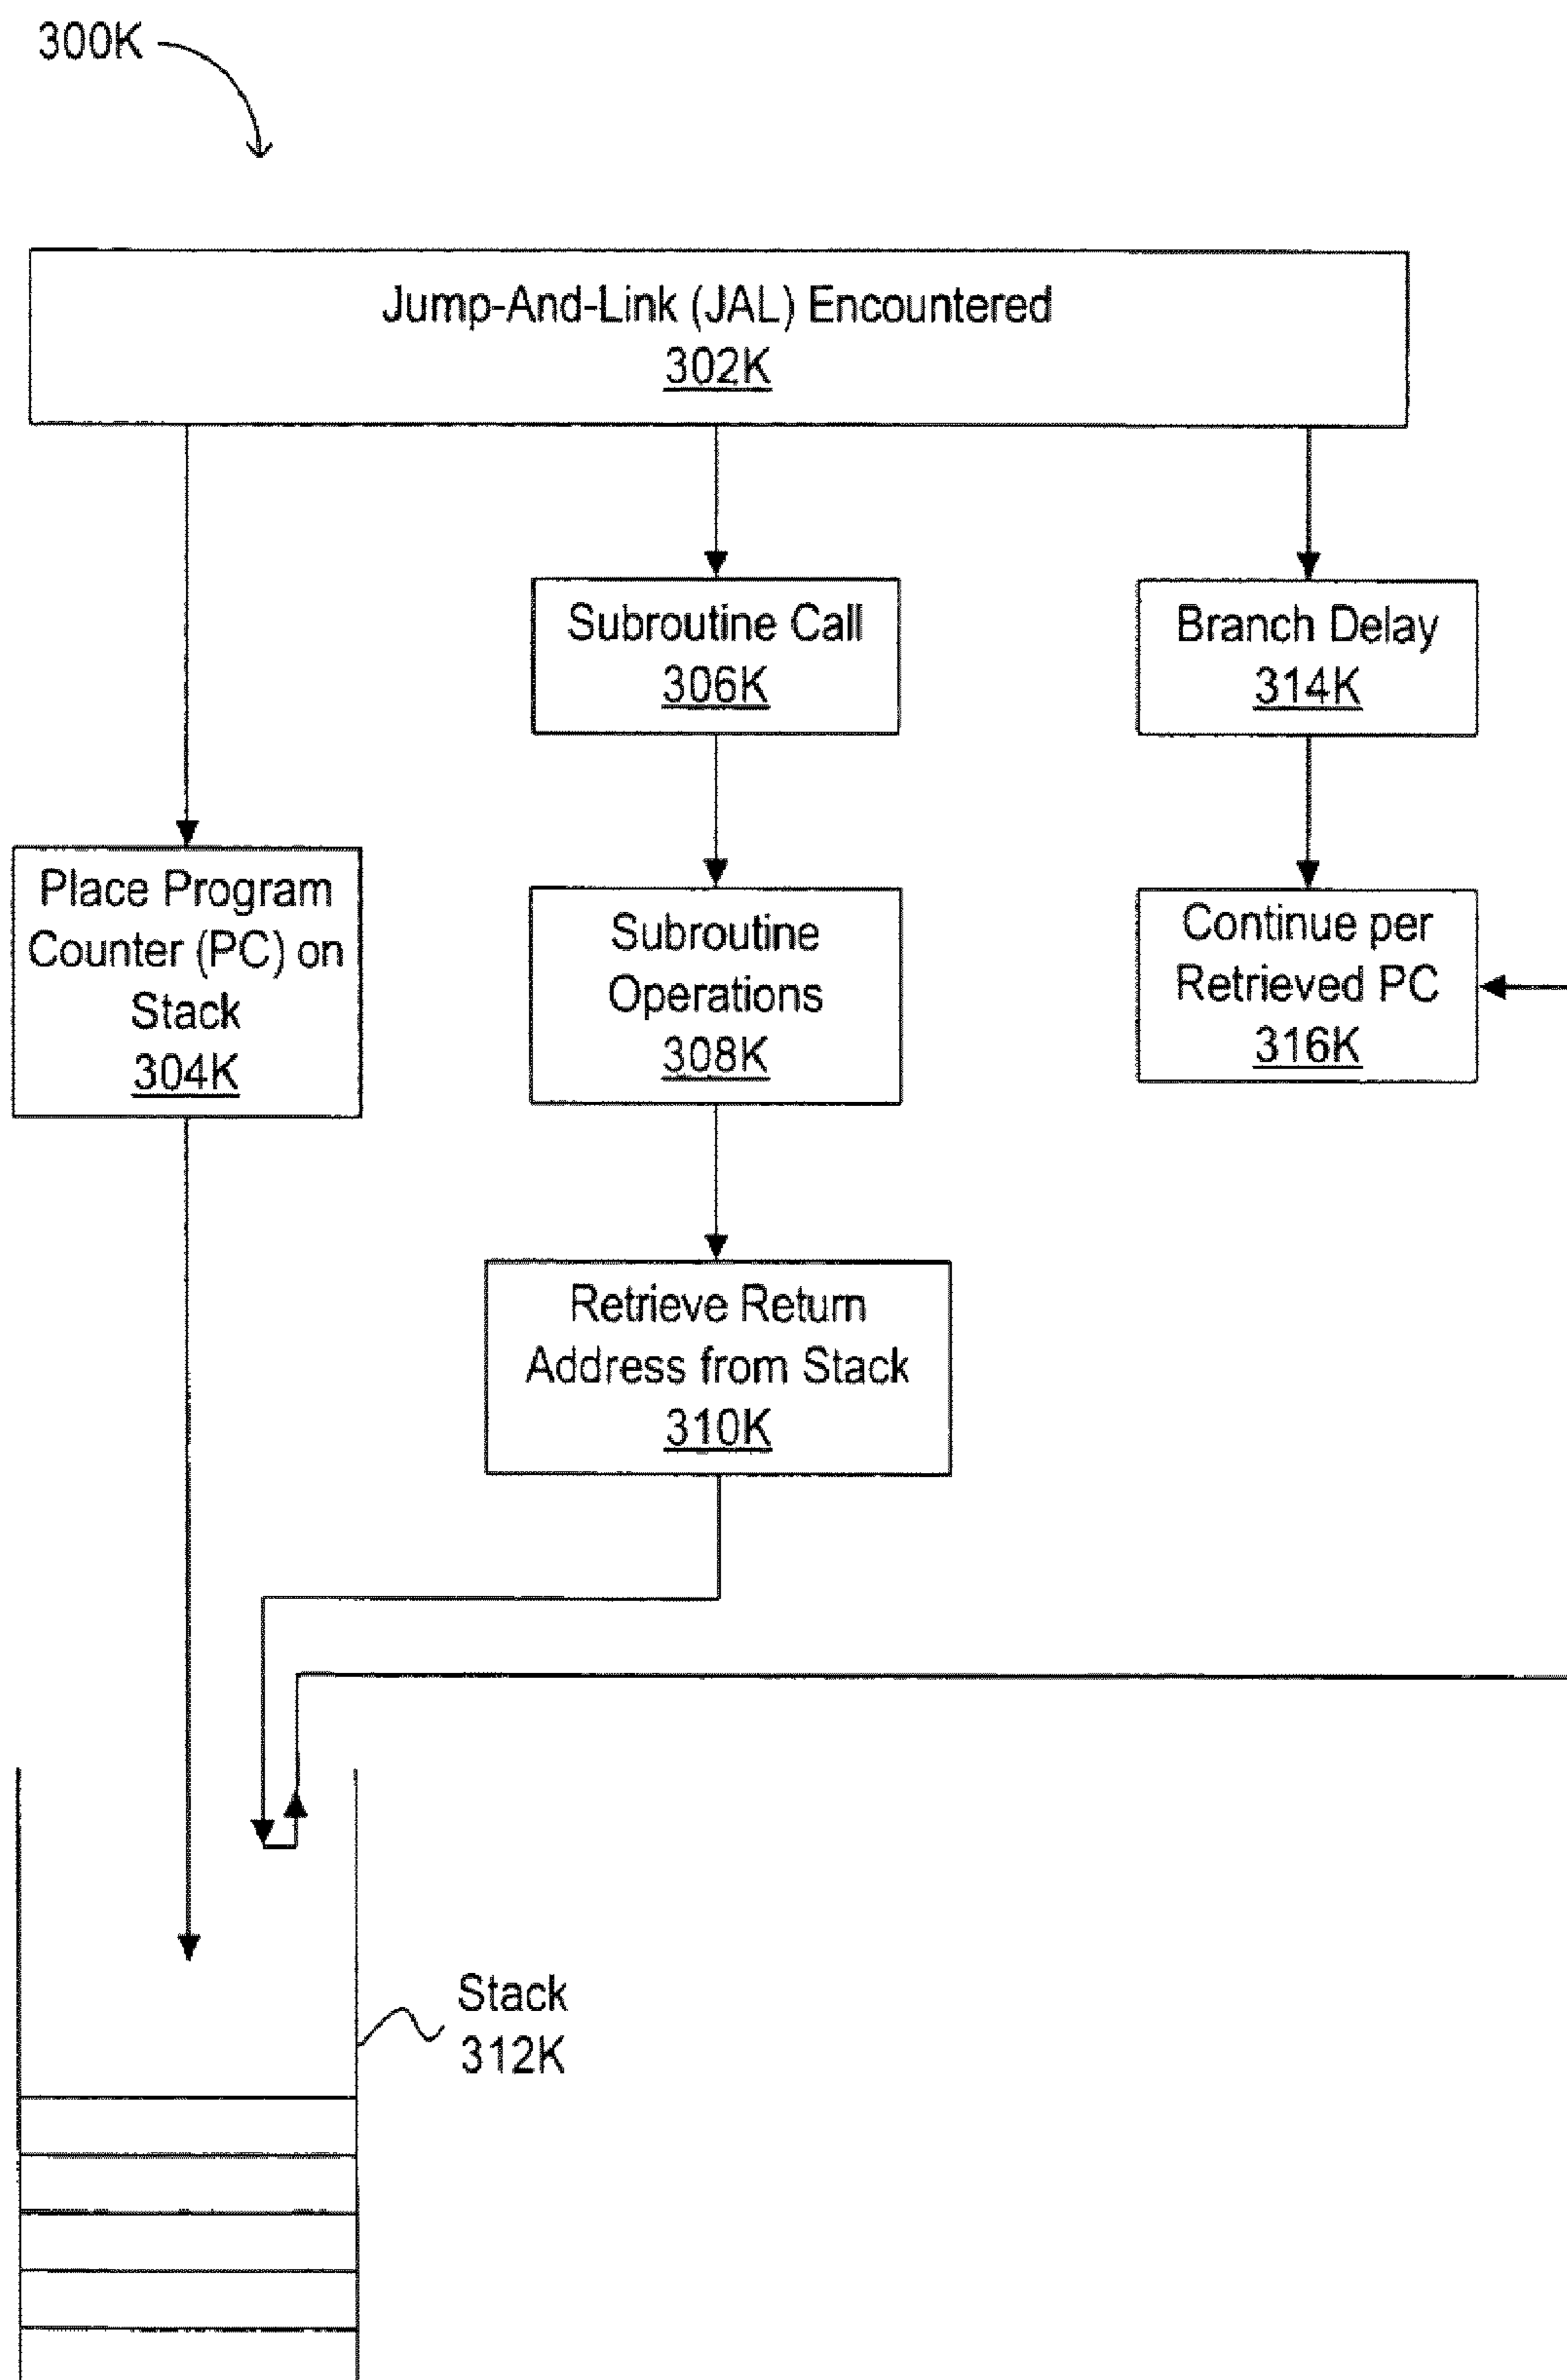 300K
Jump-And-Link (JAL) Encountered
302K
Subroutine Call
306K
Branch Delay
314K
Place Program
Counter (PC) on
Stack
304K
Subroutine
Operations
308K
Continue per
Retrieved PC
316K
Retrieve Return
Address from Stack
310K
Stack
312K